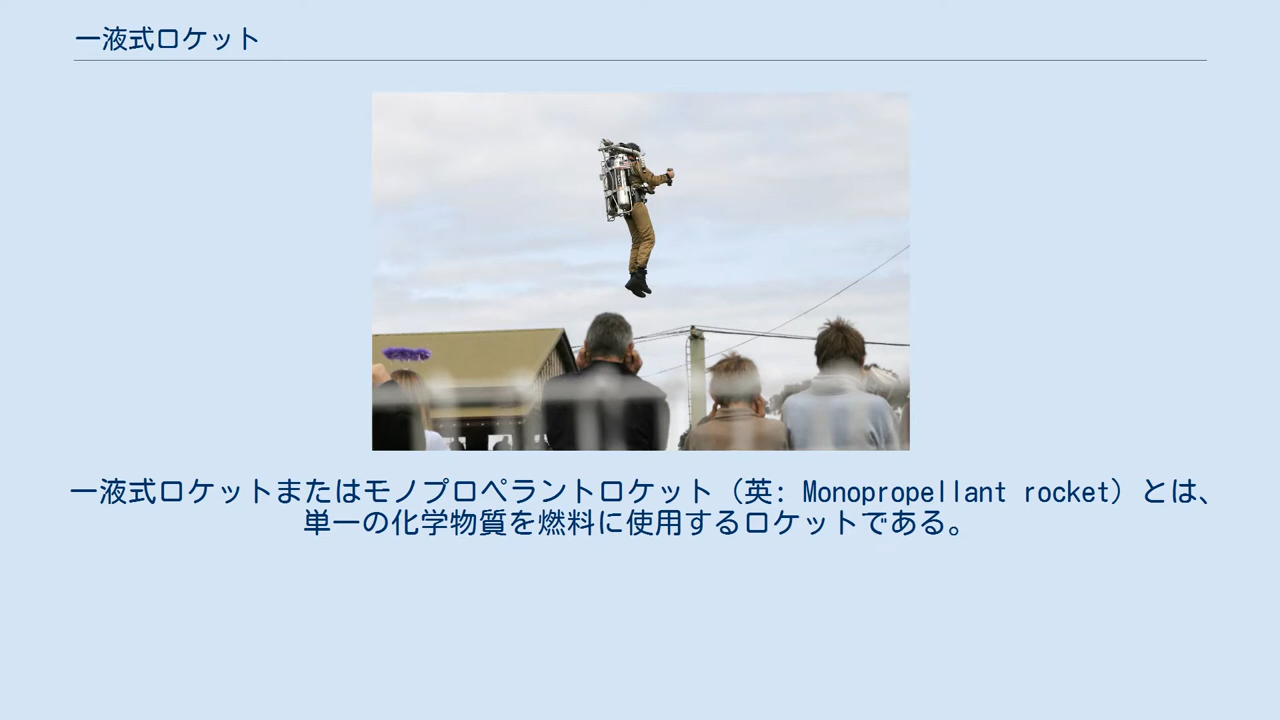 一液式ロケット
一液式ロケットまたはモノプロペラントロケット（英: Monopropellant rocket）とは、
単一の化学物質を燃料に使用するロケットである。